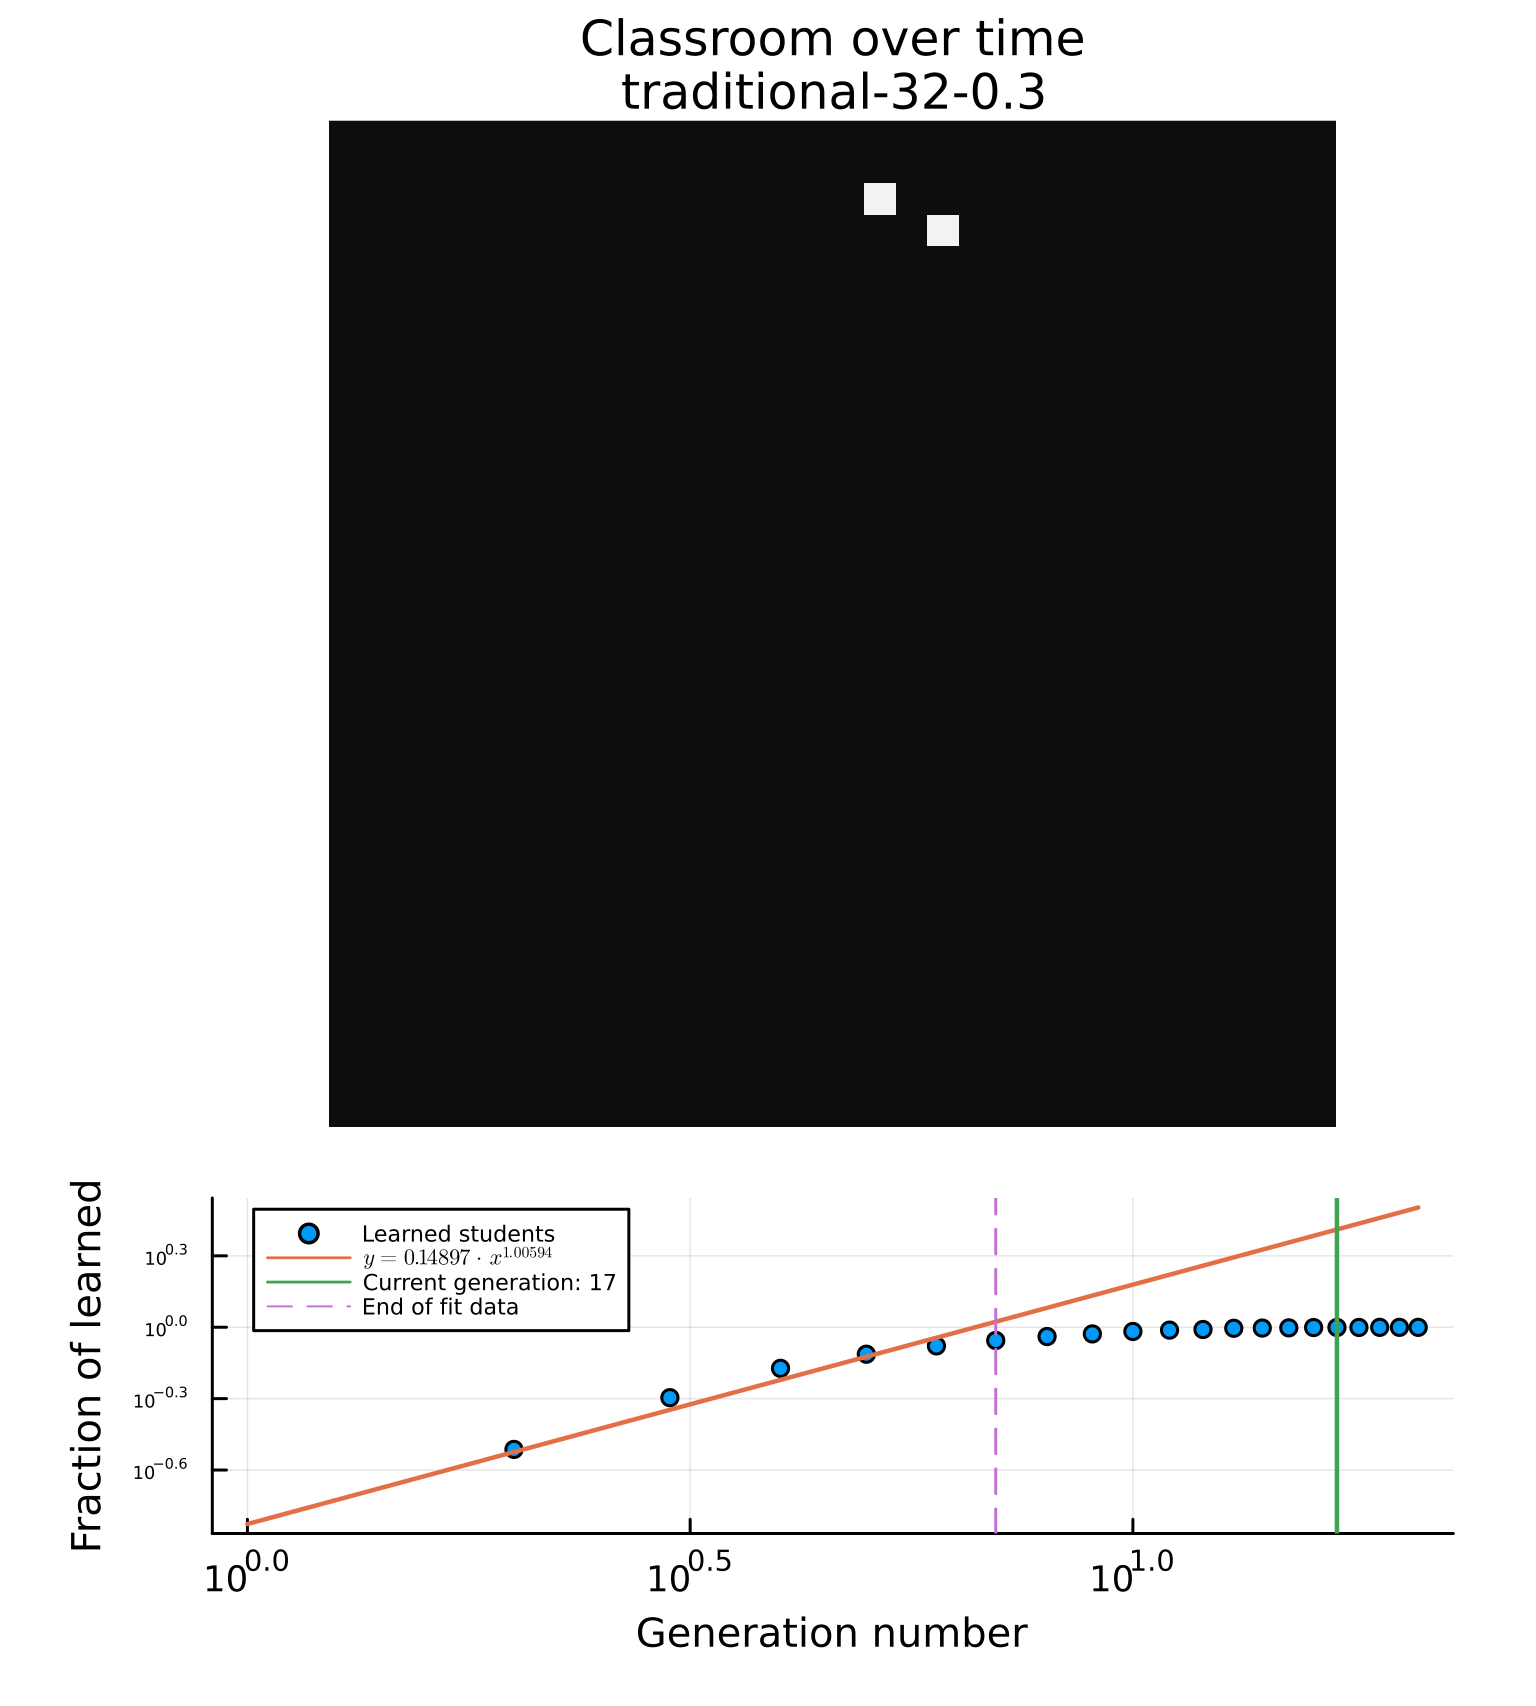 Classroom over time
traditional-32-0.3
Fraction of learned
10^0.3
10^0.0
10^−0.3
10^−0.6
Learned students
y = 0.14897 · x^1.00594
Current generation: 17
End of fit data
10^0.0
10^0.5
10^1.0
Generation number